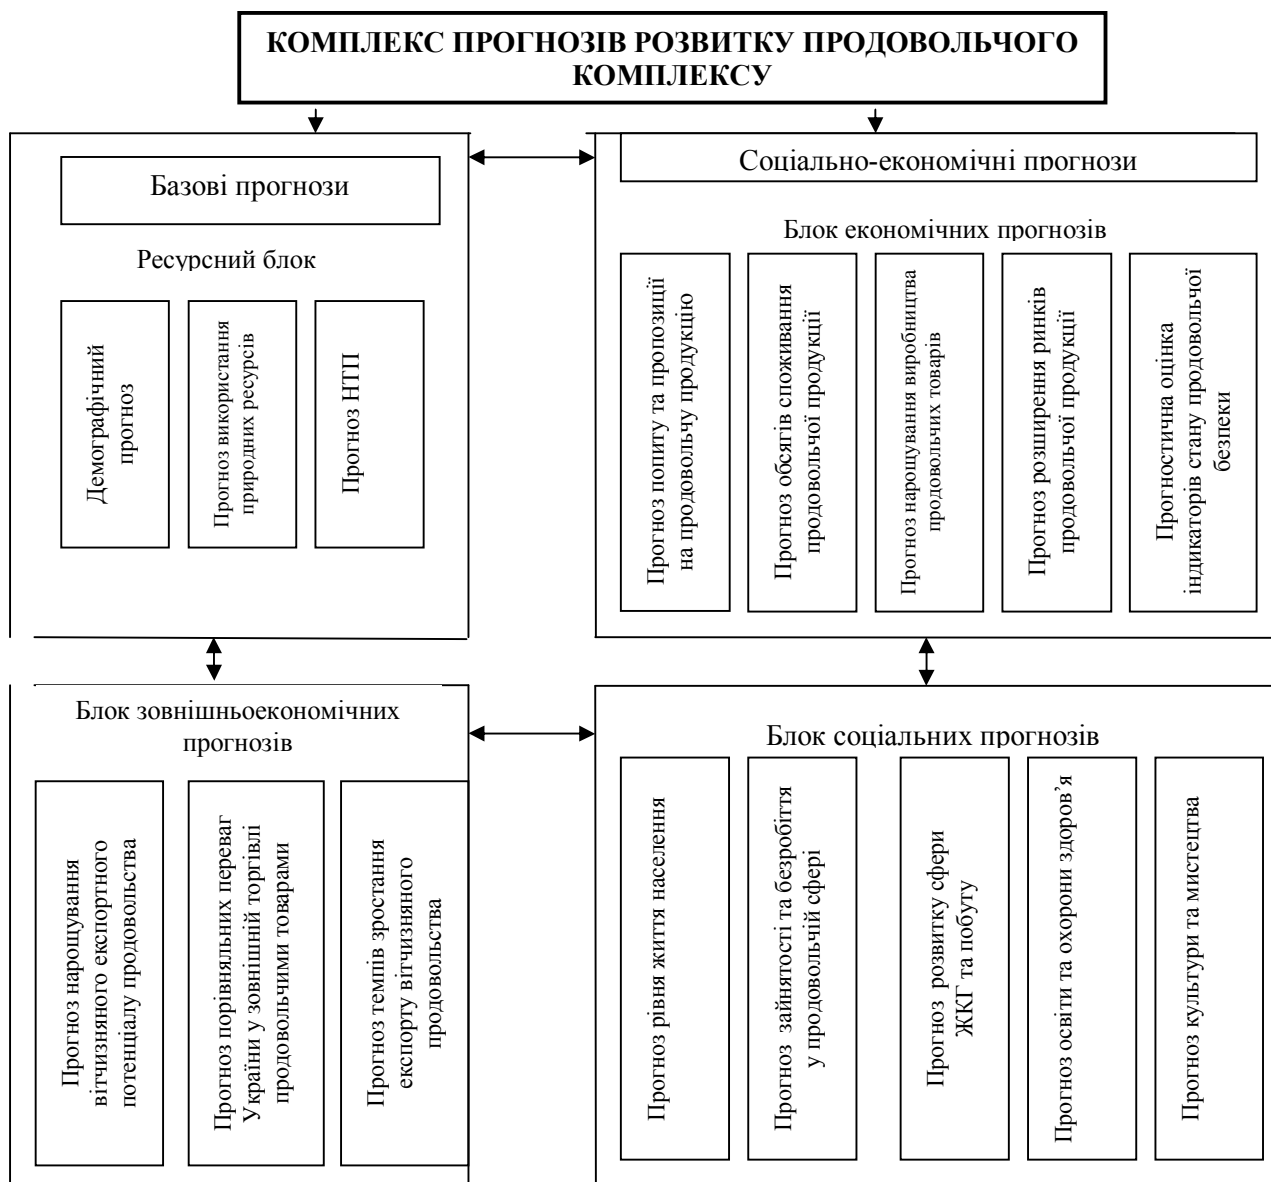 КОМПЛЕКС ПРОГНОЗІВ РОЗВИТКУ ПРОДОВОЛЬЧОГО
КОМПЛЕКСУ
Базові прогнози
Ресурсний блок
Демографічний
прогноз
Прогноз використання
природних ресурсів
Прогноз НТП
Соціально-економічні прогнози
Блок економічних прогнозів
Прогноз попиту та пропозиції
на продовольчу продукцію
Прогноз обсягів споживання
продовольчої продукції
Прогноз нарощування виробництва
продовольчих товарів
Прогноз розширення ринків
продовольчої продукції
Прогностична оцінка
індикаторів стану продовольчої
безпеки
Блок зовнішньоекономічних
прогнозів
Прогноз нарощування
вітчизняного експортного
потенціалу продовольства
Прогноз порівняльних переваг
України у зовнішній торгівлі
продовольчими товарами
Прогноз темпів зростання
експорту вітчизняного
продовольства
Блок соціальних прогнозів
Прогноз рівня життя населення
Прогноз зайнятості та безробіття
у продовольчій сфері
Прогноз розвитку сфери
ЖКГ та побуту
Прогноз освіти та охорони здоров’я
Прогноз культури та мистецтва